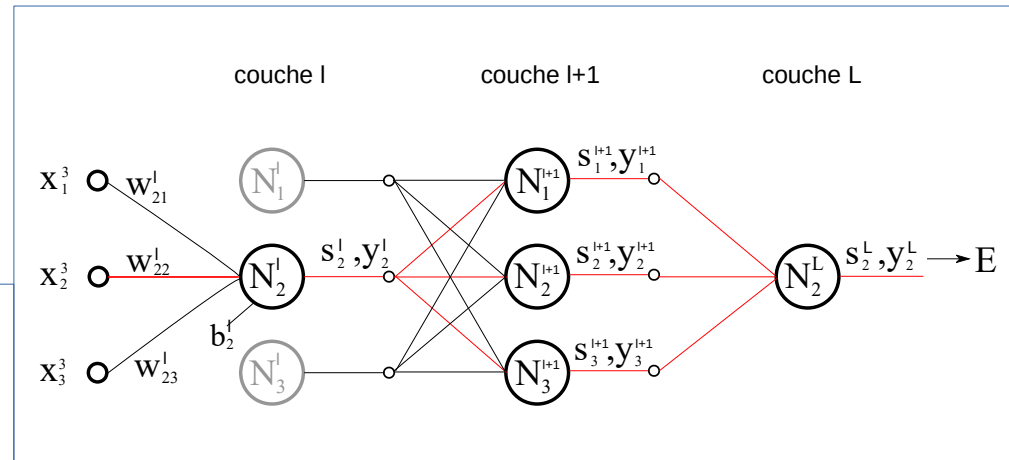 couche l couche l+1 couche L
s₁ˡ⁺¹,y₁ˡ⁺¹
x₁³ w₂₁ˡ N₁ˡ N₁ˡ⁺¹
x₂³ w₂₂ˡ N₂ˡ s₂ˡ,y₂ˡ N₂ˡ⁺¹ s₂ˡ⁺¹,y₂ˡ⁺¹ N₂ᴸ s₂ᴸ,y₂ᴸ → E
b₂ˡ
x₃³ w₂₃ˡ N₃ˡ N₃ˡ⁺¹ s₃ˡ⁺¹,y₃ˡ⁺¹